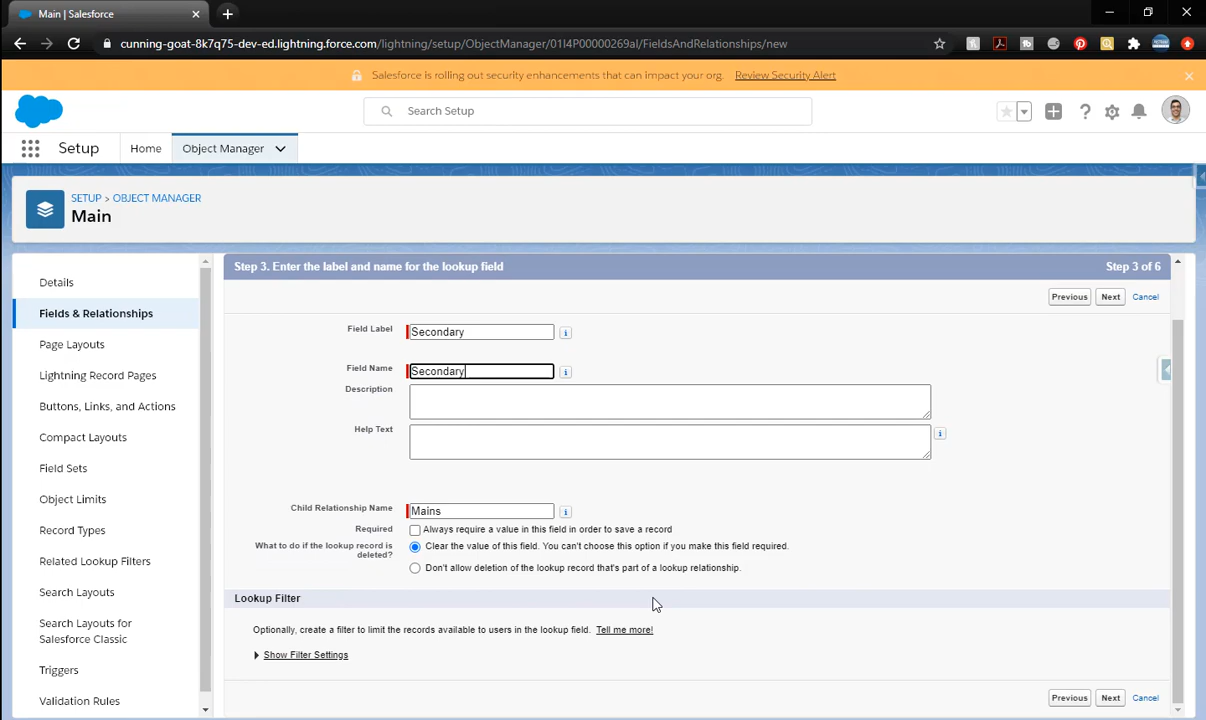 Main | Salesforce
cunning-goat-8k7q75-dev-ed.lightning.force.com/lightning/setup/ObjectManager/01I4P00000269al/FieldsAndRelationships/new
Salesforce is rolling out security enhancements that can impact your org. Review Security Alert
Search Setup
Setup
Home
Object Manager
SETUP > OBJECT MANAGER
Main
Details
Fields & Relationships
Page Layouts
Lightning Record Pages
Buttons, Links, and Actions
Compact Layouts
Field Sets
Object Limits
Record Types
Related Lookup Filters
Search Layouts
Search Layouts for
Salesforce Classic
Triggers
Validation Rules
Step 3. Enter the label and name for the lookup field
Step 3 of 6
Previous Next Cancel
Field Label Secondary
Field Name Secondary
Description
Help Text
Child Relationship Name Mains
Required Always require a value in this field in order to save a record
What to do if the lookup record is
deleted?
Clear the value of this field. You can't choose this option if you make this field required.
Don't allow deletion of the lookup record that's part of a lookup relationship.
Lookup Filter
Optionally, create a filter to limit the records available to users in the lookup field. Tell me more!
Show Filter Settings
Previous Next Cancel